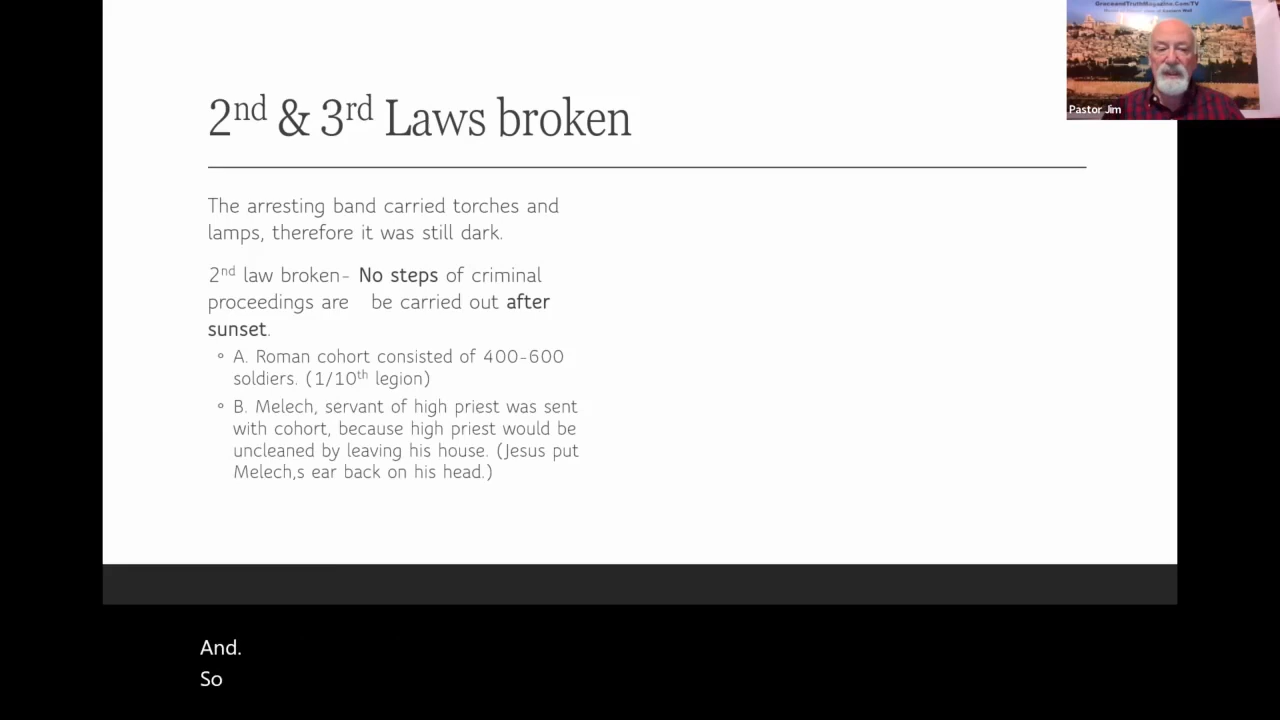 GraceandTruthMagazine.Com/TV
Pastor Jim
2nd & 3rd Laws broken
The arresting band carried torches and
lamps, therefore it was still dark.
2nd law broken- No steps of criminal
proceedings are be carried out after
sunset.
A. Roman cohort consisted of 400-600
soldiers. (1/10th legion)
B. Melech, servant of high priest was sent
with cohort, because high priest would be
uncleaned by leaving his house. (Jesus put
Melech,s ear back on his head.)
And.
So